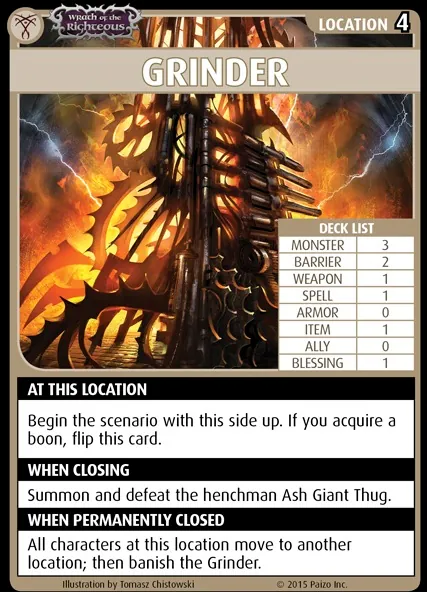 Wrath of the
Righteous
LOCATION 4
GRINDER
DECK LIST
MONSTER 3
BARRIER 2
WEAPON 1
SPELL 1
ARMOR 0
ITEM 1
ALLY 0
BLESSING 1
AT THIS LOCATION
Begin the scenario with this side up. If you acquire a
boon, flip this card.
WHEN CLOSING
Summon and defeat the henchman Ash Giant Thug.
WHEN PERMANENTLY CLOSED
All characters at this location move to another
location; then banish the Grinder.
Illustration by Tomasz Chistowski © 2015 Paizo Inc.